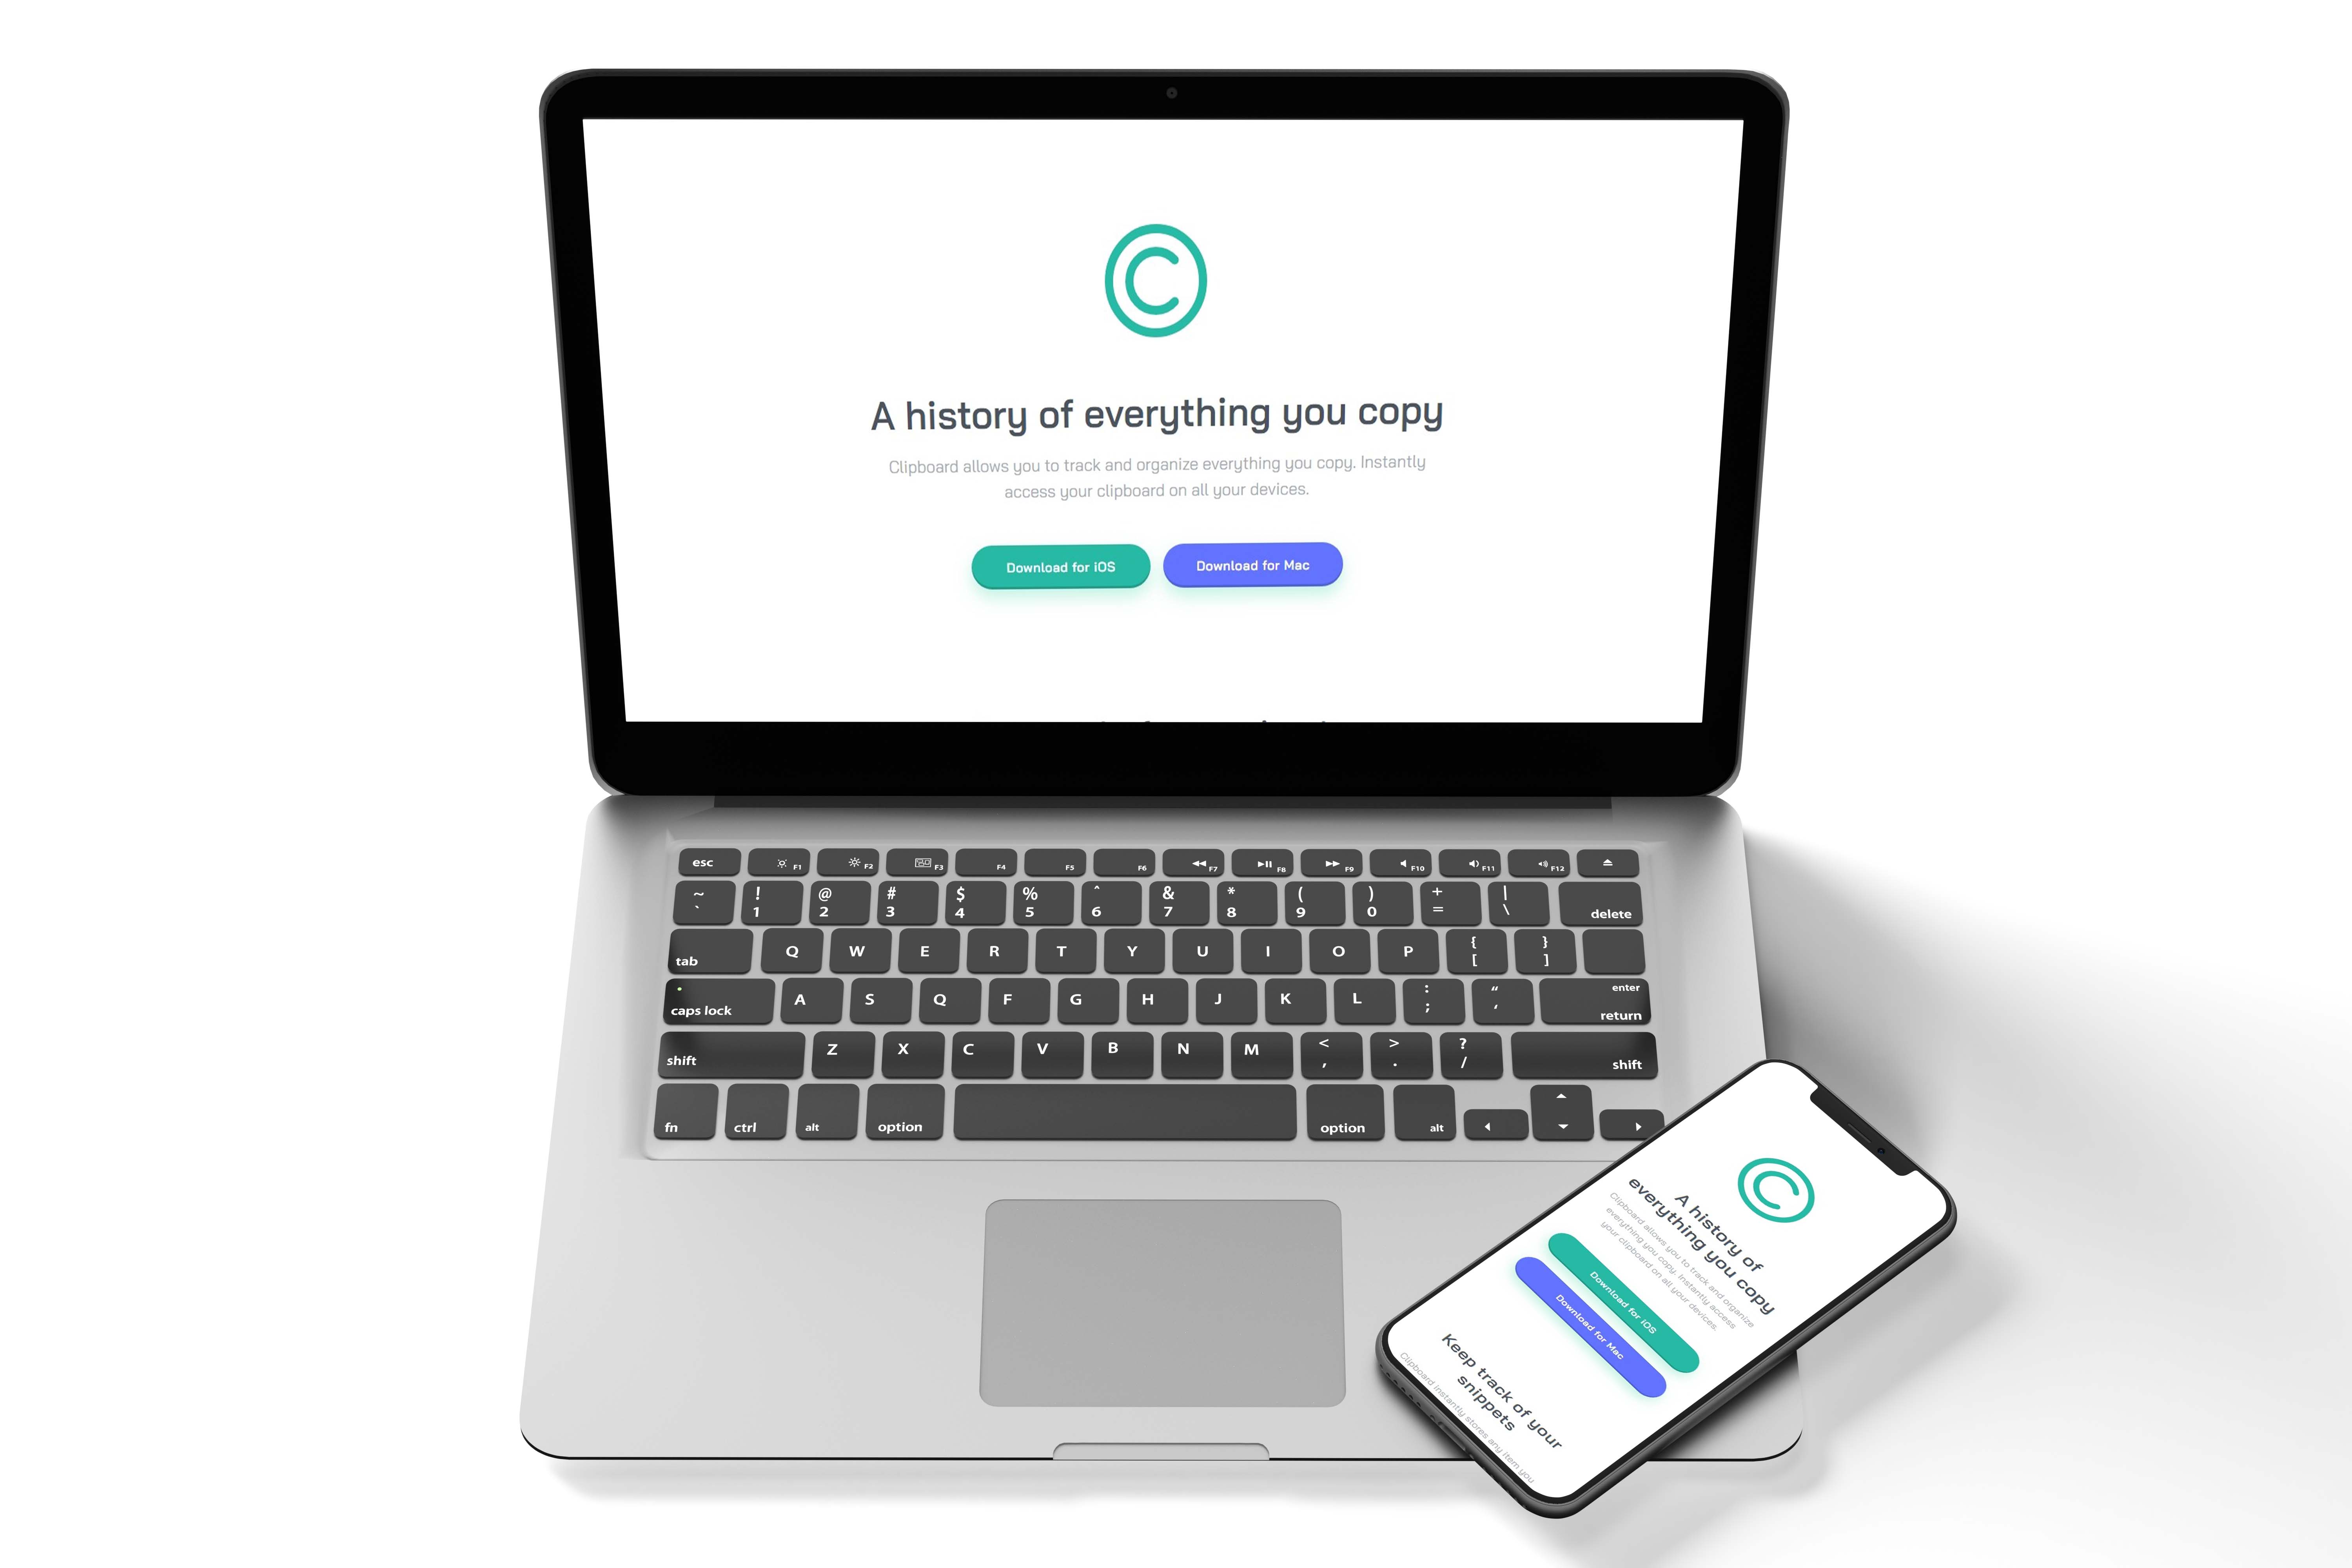 ©
A history of everything you copy
Clipboard allows you to track and organize everything you copy. Instantly
access your clipboard on all your devices.
Download for iOS Download for Mac
esc F1 F2 F3 F4 F5 F6 F7 F8 F9 F10 F11 F12
~ ! @ # $ % ^ & * ( ) + |
` 1 2 3 4 5 6 7 8 9 0 = \ delete
tab Q W E R T Y U I O P { [ } ]
caps lock A S Q F G H J K L : ; “ ‘ enter return
shift Z X C V B N M < , > . ? / shift
fn ctrl alt option option alt
©
A history of
everything you copy
Clipboard allows you to track and organize
everything you copy. Instantly access
your clipboard on all your devices.
Download for iOS
Download for Mac
Keep track of your
snippets
Clipboard instantly stores any item you